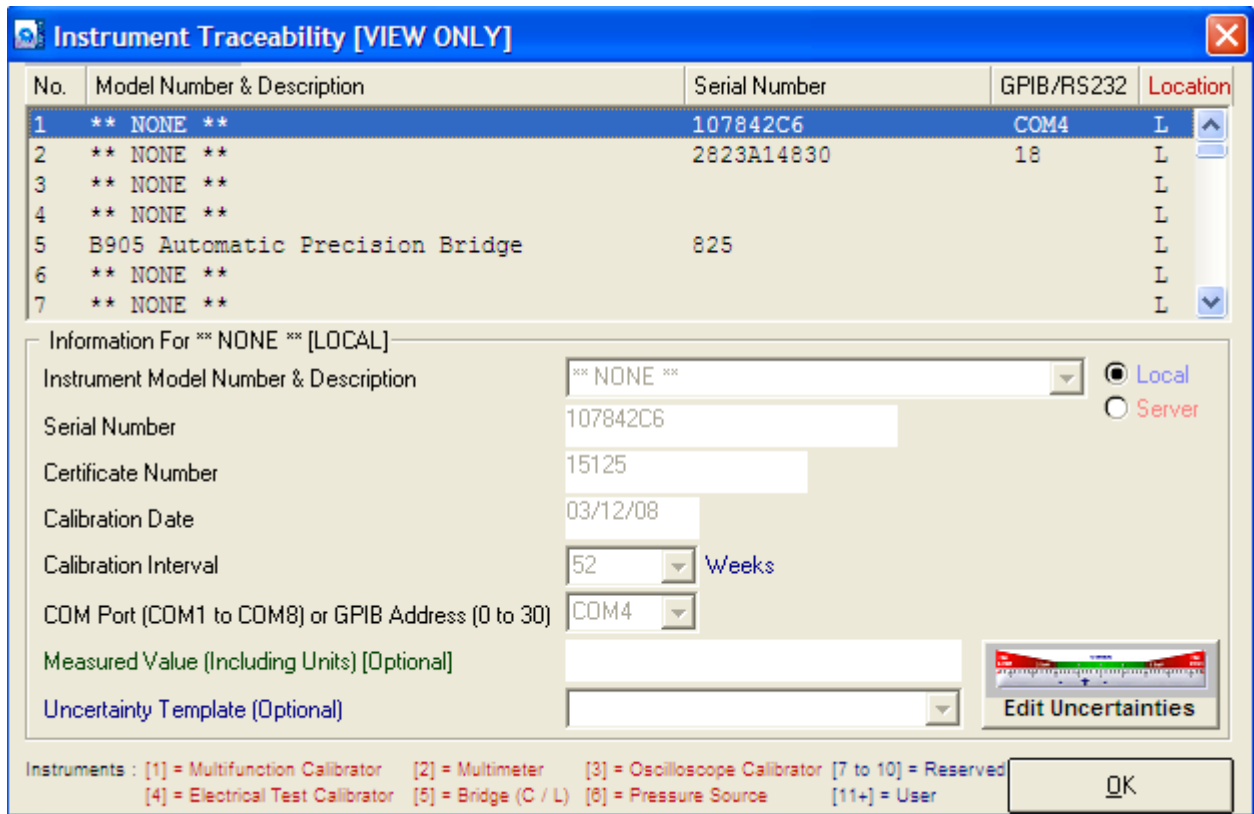 Instrument Traceability [VIEW ONLY]
No. Model Number & Description Serial Number GPIB/RS232 Location
1 ** NONE ** 107842C6 COM4 L
2 ** NONE ** 2823A14830 18 L
3 ** NONE ** L
4 ** NONE ** L
5 B905 Automatic Precision Bridge 825 L
6 ** NONE ** L
7 ** NONE ** L
Information For ** NONE ** [LOCAL]
Instrument Model Number & Description ** NONE ** Local
Server
Serial Number 107842C6
Certificate Number 15125
Calibration Date 03/12/08
Calibration Interval 52 Weeks
COM Port (COM1 to COM8) or GPIB Address (0 to 30) COM4
Measured Value (Including Units) [Optional]
Uncertainty Template (Optional) Edit Uncertainties
Instruments : [1] = Multifunction Calibrator [2] = Multimeter [3] = Oscilloscope Calibrator [7 to 10] = Reserved
[4] = Electrical Test Calibrator [5] = Bridge (C / L) [6] = Pressure Source [11+] = User
OK